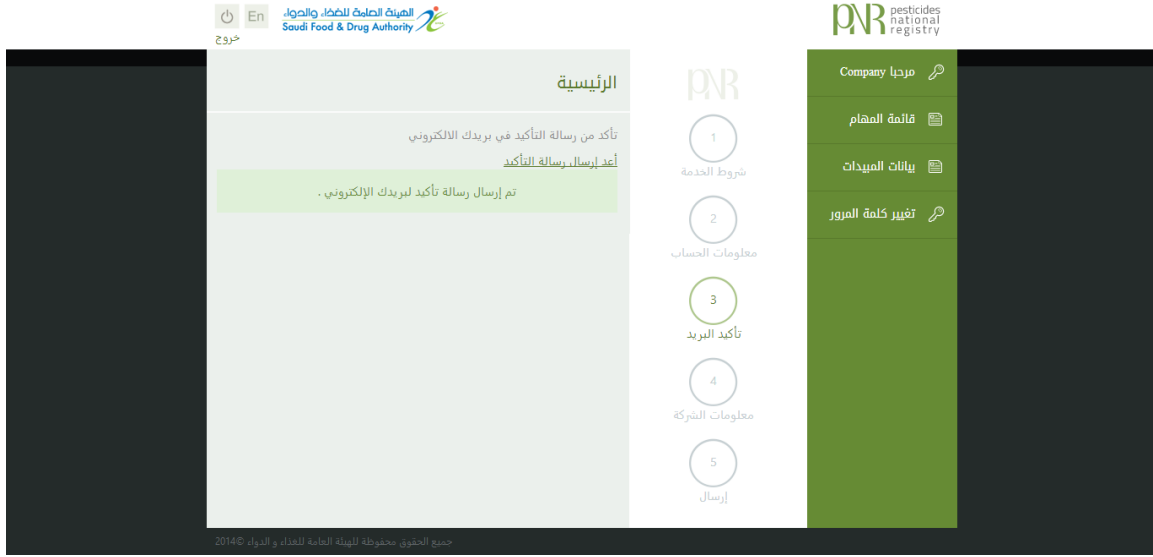 الهيئة العامة للغذاء والدواء
Saudi Food & Drug Authority
En
خروج
pNR pesticides national registry
مرحبا Company
قائمة المهام
بيانات المبيدات
تغيير كلمة المرور
pNR
1
شروط الخدمة
2
معلومات الحساب
3
تأكيد البريد
4
معلومات الشركة
5
إرسال
الرئيسية
تأكد من رسالة التأكيد في بريدك الالكتروني
أعد إرسال رسالة التأكيد
تم إرسال رسالة تأكيد لبريدك الإلكتروني .
جميع الحقوق محفوظة للهيئة العامة للغذاء و الدواء ©2014